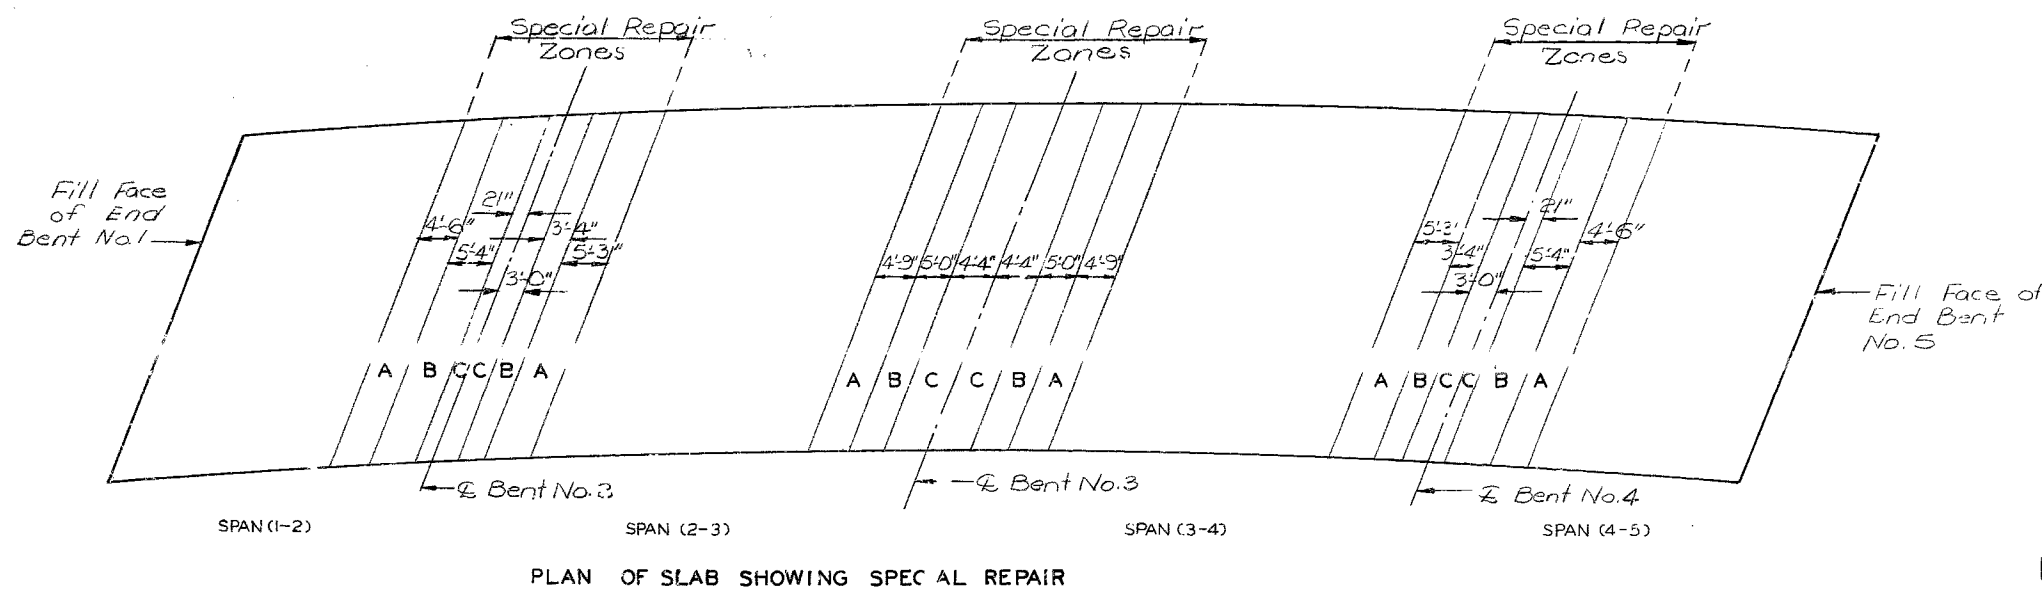 Special Repair
Zones
Special Repair
Zones
Special Repair
Zones
Fill Face
of End
Bent No.1
4'-6"
21"
3'-4"
5'-4"
5'-3"
3'-0"
4'-9" 5'-0" 4'-4" 4'-4" 5'-0" 4'-9"
5'-3"
21"
4'-6"
3'-4"
5'-4"
3'-0"
Fill Face of
End Bent
No. 5
A B C C B A
A B C C B A
A B C C B A
℄ Bent No.2
℄ Bent No.3
℄ Bent No.4
SPAN (1-2)
SPAN (2-3)
SPAN (3-4)
SPAN (4-5)
PLAN OF SLAB SHOWING SPEC AL REPAIR